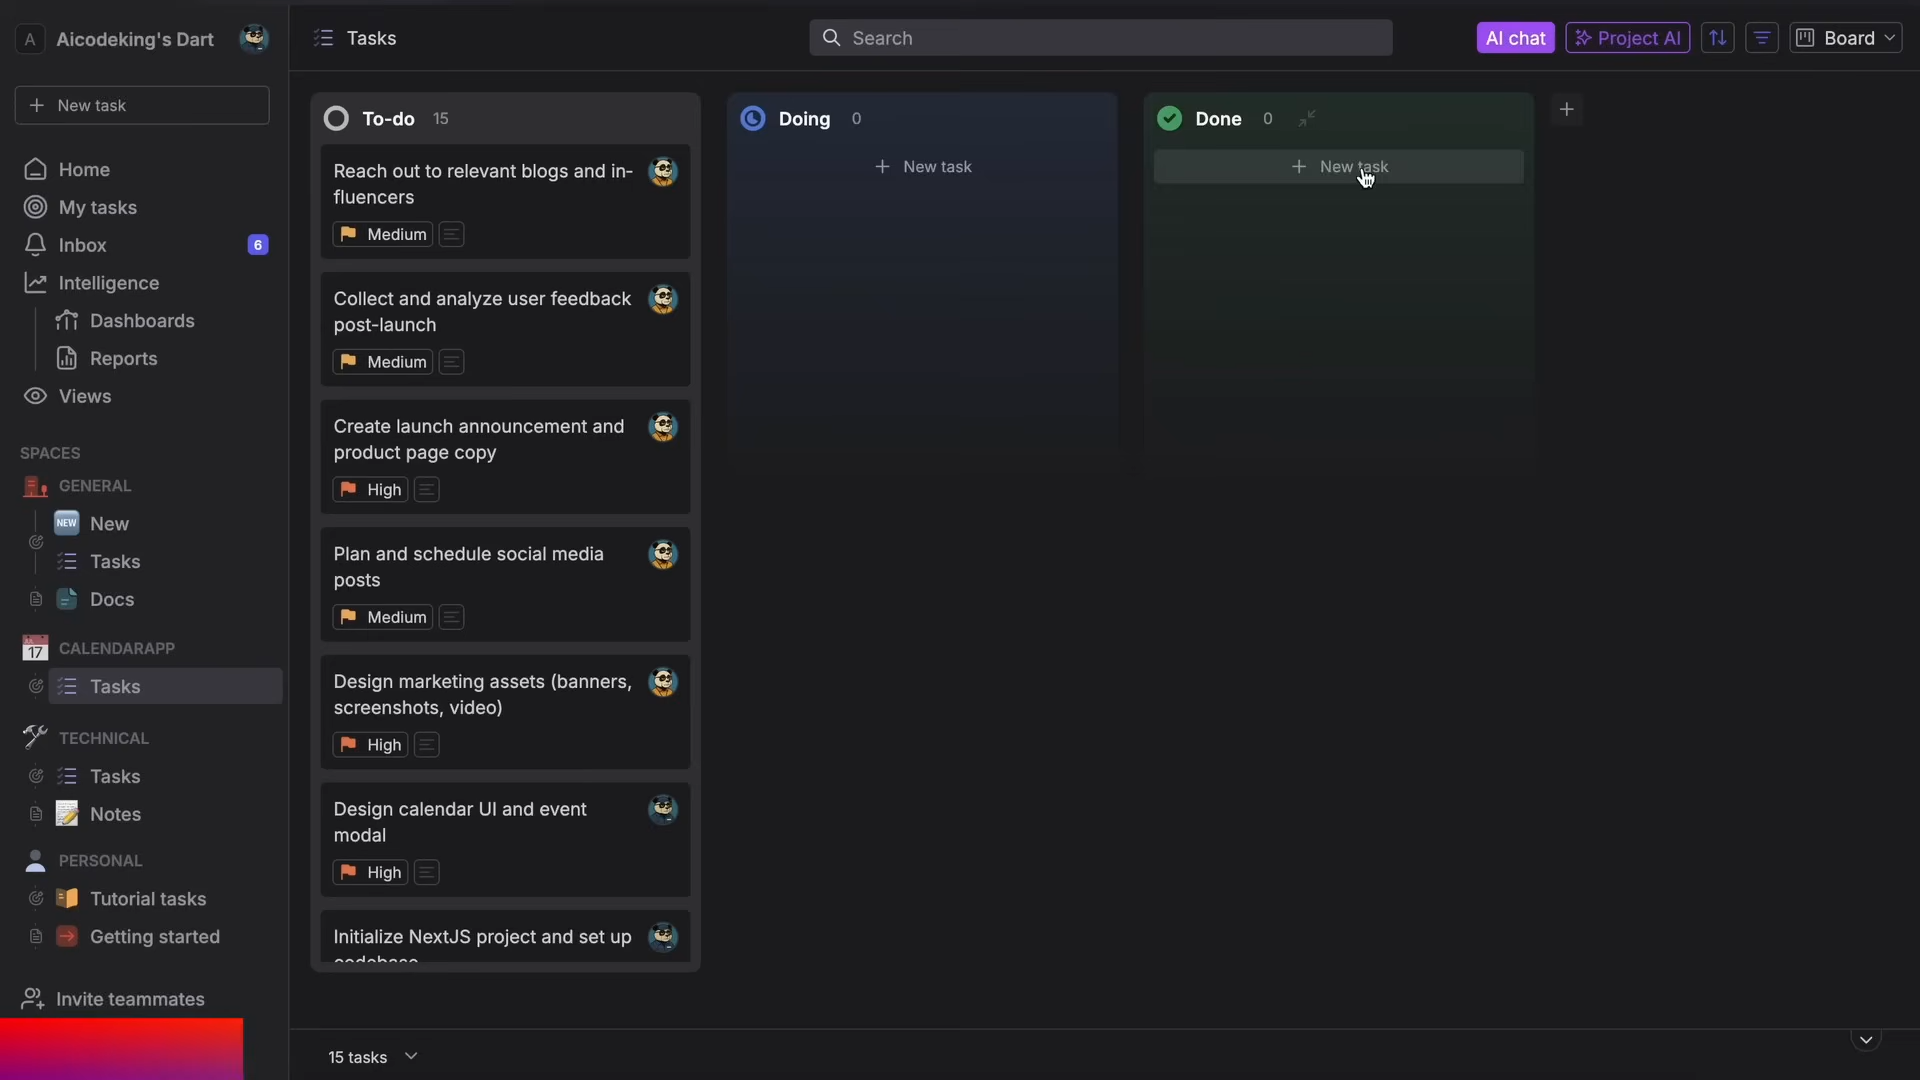 A Aicodeking's Dart
New task
Home
My tasks
Inbox 6
Intelligence
Dashboards
Reports
Views
SPACES
GENERAL
NEW New
Tasks
Docs
17 CALENDARAPP
Tasks
TECHNICAL
Tasks
Notes
PERSONAL
Tutorial tasks
Getting started
Invite teammates
Tasks
Search
AI chat
Project AI
Board
To-do 15
Reach out to relevant blogs and in-
fluencers
Medium
Collect and analyze user feedback
post-launch
Medium
Create launch announcement and
product page copy
High
Plan and schedule social media
posts
Medium
Design marketing assets (banners,
screenshots, video)
High
Design calendar UI and event
modal
High
Initialize NextJS project and set up
codebase
Doing 0
New task
Done 0
New task
15 tasks